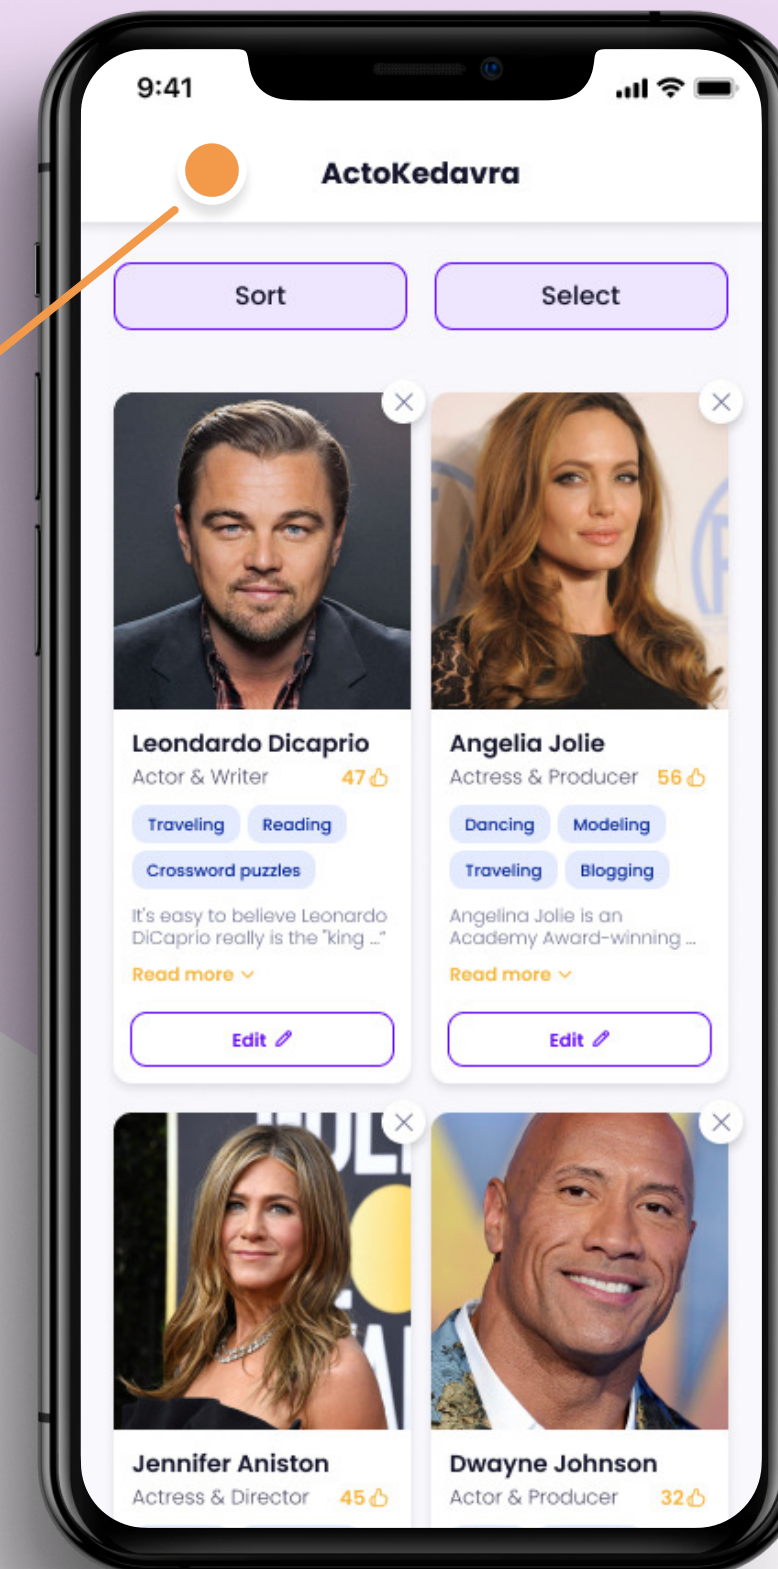 9:41
ActoKedavra
Sort
Select
Leondardo Dicaprio
Actor & Writer 47
Traveling Reading
Crossword puzzles
It's easy to believe Leonardo
DiCaprio really is the "king ..."
Read more
Edit
Angelia Jolie
Actress & Producer 56
Dancing Modeling
Traveling Blogging
Angelina Jolie is an
Academy Award-winning ...
Read more
Edit
Jennifer Aniston
Actress & Director 45
Dwayne Johnson
Actor & Producer 32